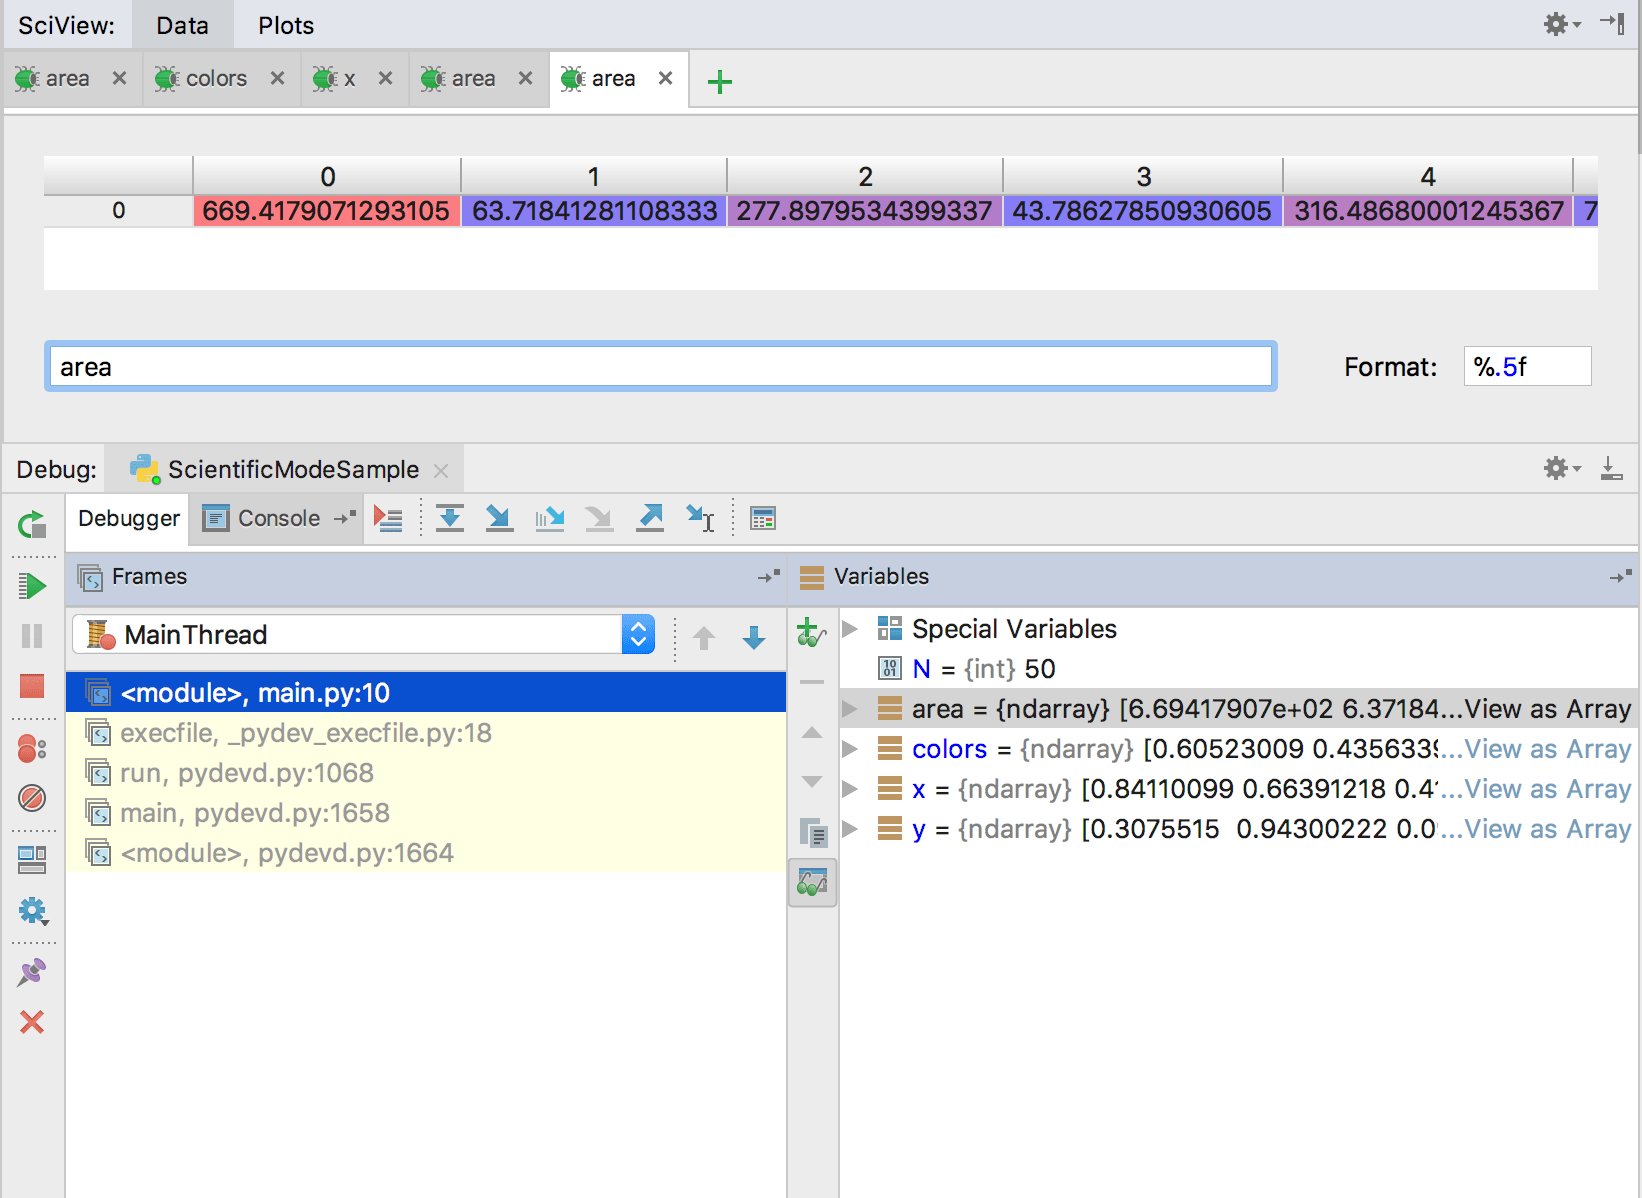 SciView: Data Plots
area colors x area area
0 1 2 3 4
0 669.4179071293105 63.71841281108333 277.8979534399337 43.78627850930605 316.48680001245367 7
area Format: %.5f
Debug: ScientificModeSample
Debugger Console
Frames
MainThread
<module>, main.py:10
execfile, _pydev_execfile.py:18
run, pydevd.py:1068
main, pydevd.py:1658
<module>, pydevd.py:1664
Variables
Special Variables
N = {int} 50
area = {ndarray} [6.69417907e+02 6.37184...View as Array
colors = {ndarray} [0.60523009 0.4356339...View as Array
x = {ndarray} [0.84110099 0.66391218 0.4...View as Array
y = {ndarray} [0.3075515 0.94300222 0.0...View as Array